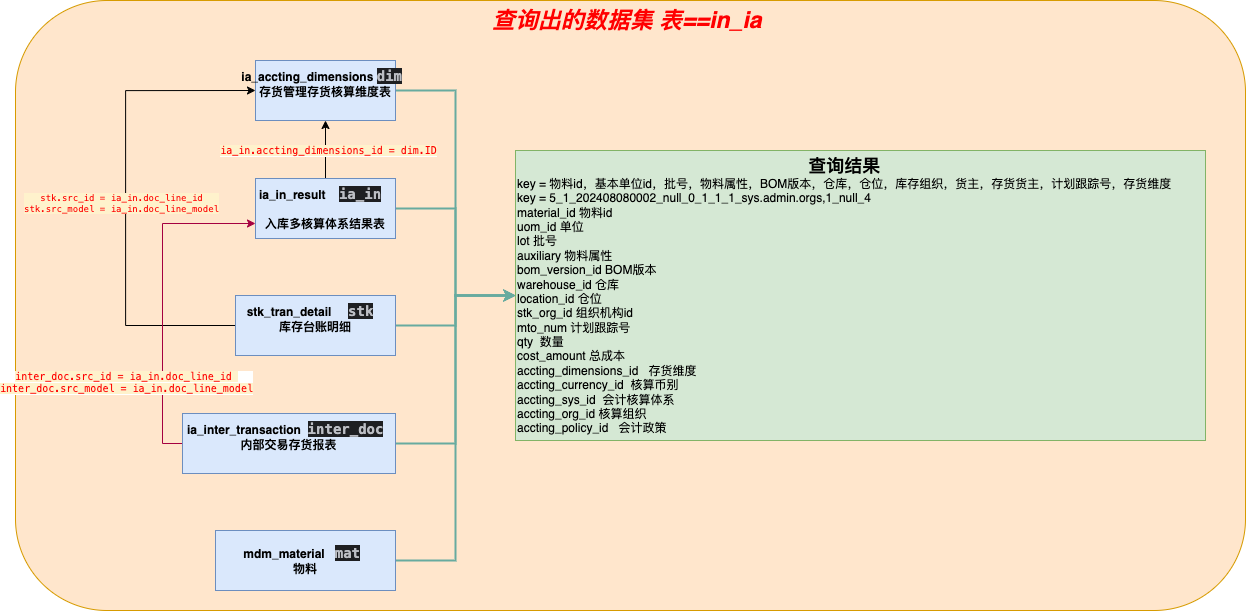 查询出的数据集 表==in_ia
ia_accting_dimensions dim
存货管理存货核算维度表
ia_in.accting_dimensions_id = dim.ID
ia_in_result ia_in
入库多核算体系结果表
stk.src_id = ia_in.doc_line_id
stk.src_model = ia_in.doc_line_model
stk_tran_detail stk
库存台账明细
inter_doc.src_id = ia_in.doc_line_id
inter_doc.src_model = ia_in.doc_line_model
ia_inter_transaction inter_doc
内部交易存货报表
mdm_material mat
物料
查询结果
key = 物料id，基本单位id，批号，物料属性，BOM版本，仓库，仓位，库存组织，货主，存货货主，计划跟踪号，存货维度
key = 5_1_202408080002_null_0_1_1_1_sys.admin.orgs,1_null_4
material_id 物料id
uom_id 单位
lot 批号
auxiliary 物料属性
bom_version_id BOM版本
warehouse_id 仓库
location_id 仓位
stk_org_id 组织机构id
mto_num 计划跟踪号
qty 数量
cost_amount 总成本
accting_dimensions_id 存货维度
accting_currency_id 核算币别
accting_sys_id 会计核算体系
accting_org_id 核算组织
accting_policy_id 会计政策